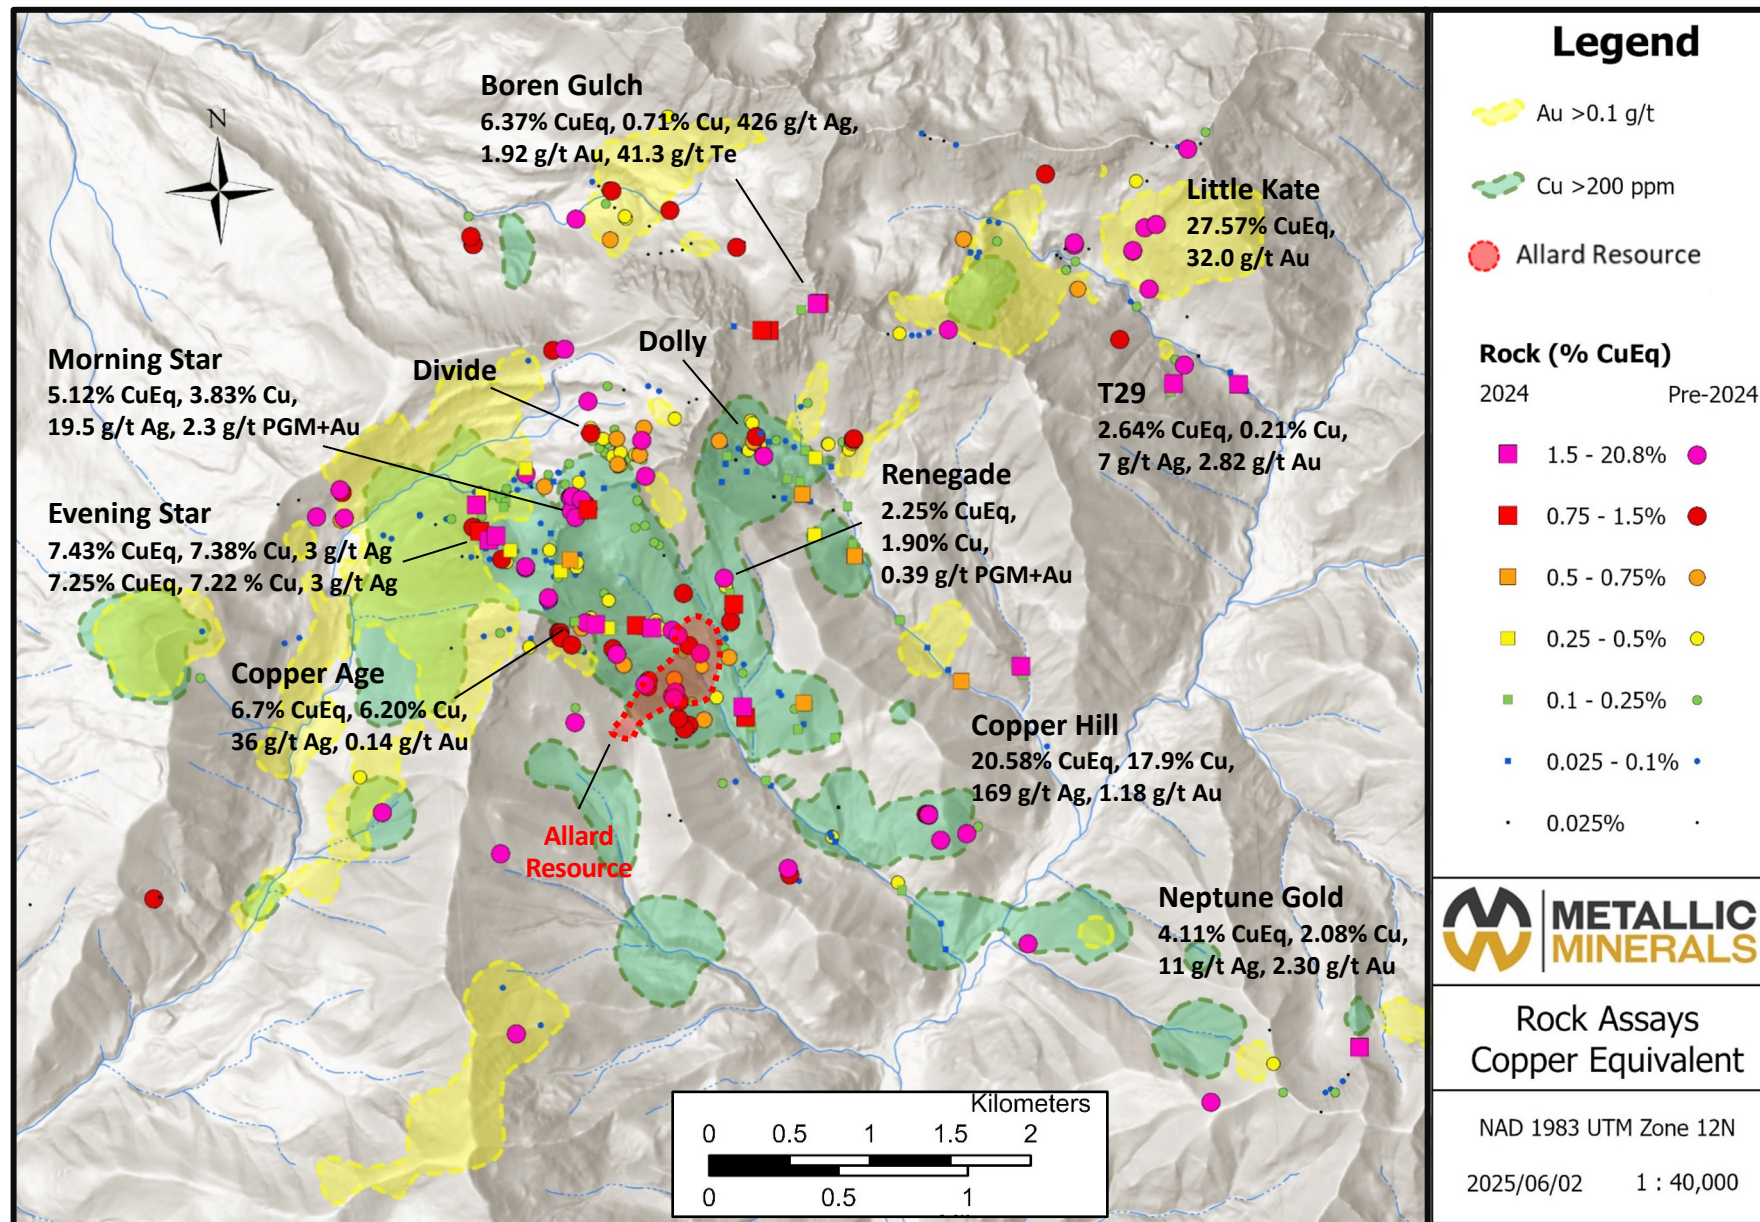 Boren Gulch
6.37% CuEq, 0.71% Cu, 426 g/t Ag,
1.92 g/t Au, 41.3 g/t Te
N
Little Kate
27.57% CuEq,
32.0 g/t Au
Morning Star
5.12% CuEq, 3.83% Cu,
19.5 g/t Ag, 2.3 g/t PGM+Au
Divide
Dolly
T29
2.64% CuEq, 0.21% Cu,
7 g/t Ag, 2.82 g/t Au
Renegade
2.25% CuEq,
1.90% Cu,
0.39 g/t PGM+Au
Evening Star
7.43% CuEq, 7.38% Cu, 3 g/t Ag
7.25% CuEq, 7.22 % Cu, 3 g/t Ag
Copper Age
6.7% CuEq, 6.20% Cu,
36 g/t Ag, 0.14 g/t Au
Copper Hill
20.58% CuEq, 17.9% Cu,
169 g/t Ag, 1.18 g/t Au
Allard
Resource
Neptune Gold
4.11% CuEq, 2.08% Cu,
11 g/t Ag, 2.30 g/t Au
Kilometers
0 0.5 1 1.5 2
0 0.5 1
Legend
Au >0.1 g/t
Cu >200 ppm
Allard Resource
Rock (% CuEq)
2024 Pre-2024
1.5 - 20.8%
0.75 - 1.5%
0.5 - 0.75%
0.25 - 0.5%
0.1 - 0.25%
0.025 - 0.1%
0.025%
METALLIC
MINERALS
Rock Assays
Copper Equivalent
NAD 1983 UTM Zone 12N
2025/06/02 1 : 40,000